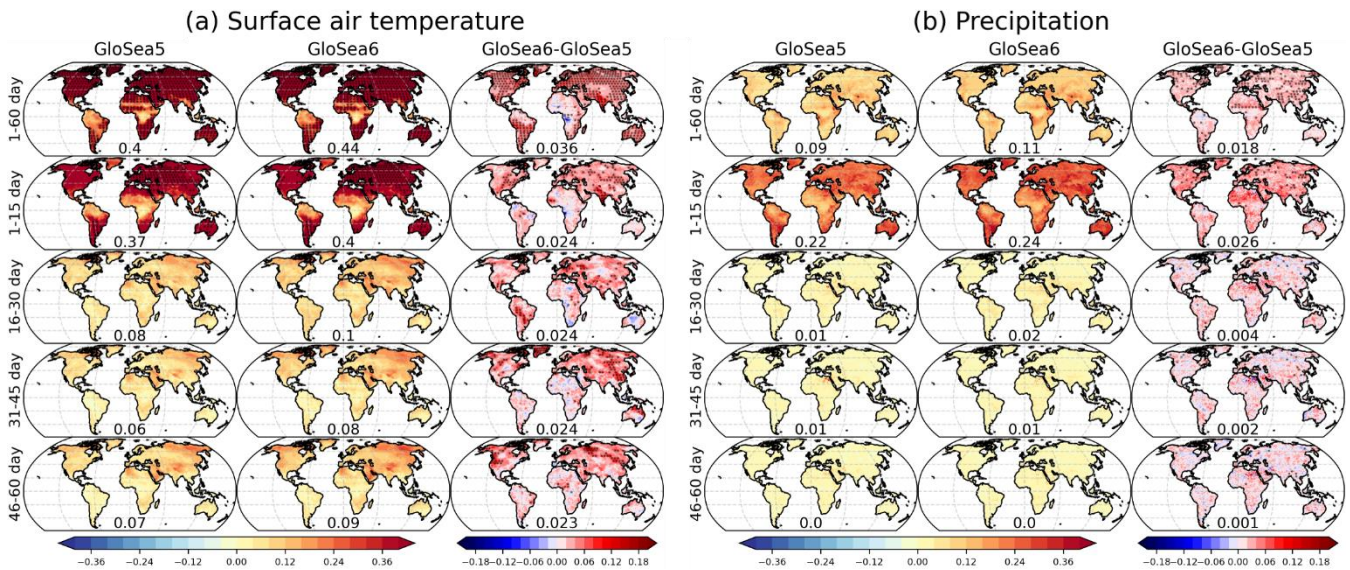 (a) Surface air temperature
(b) Precipitation
GloSea5
GloSea6
GloSea6-GloSea5
GloSea5
GloSea6
GloSea6-GloSea5
1-60 day
0.4
0.44
0.036
1-60 day
0.09
0.11
0.018
1-15 day
0.37
0.4
0.024
1-15 day
0.22
0.24
0.026
16-30 day
0.08
0.1
0.024
16-30 day
0.01
0.02
0.004
31-45 day
0.06
0.08
0.024
31-45 day
0.01
0.01
0.002
46-60 day
0.07
0.09
0.023
46-60 day
0.0
0.0
0.001
−0.36 −0.24 −0.12 0.00 0.12 0.24 0.36
−0.18 −0.12 −0.06 0.00 0.06 0.12 0.18
−0.36 −0.24 −0.12 0.00 0.12 0.24 0.36
−0.18 −0.12 −0.06 0.00 0.06 0.12 0.18